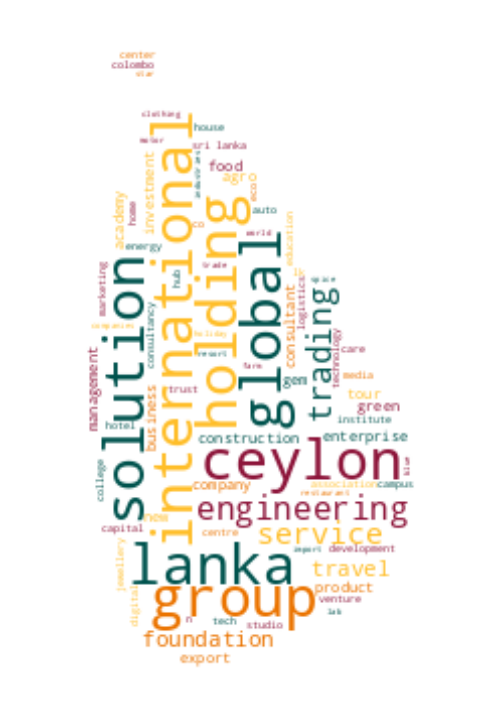 center
colombo
star
clothing
house
motor
sri lanka
industries
food
investment
agro
eco
academy
home
auto
international
holding
global
co
world
education
energy
solution
trade
hub
marketing
consultancy
consultant
logistics
spice
trading
companies
holiday
technology
management
resort
care
farm
gem
media
business
trust
tour
green
hotel
institute
construction
enterprise
ceylon
blue
college
company
association
campus
restaurant
engineering
new
capital
centre
service
import
development
lanka
jewellery
travel
group
product
digital
venture
lab
n
tech
studio
foundation
export